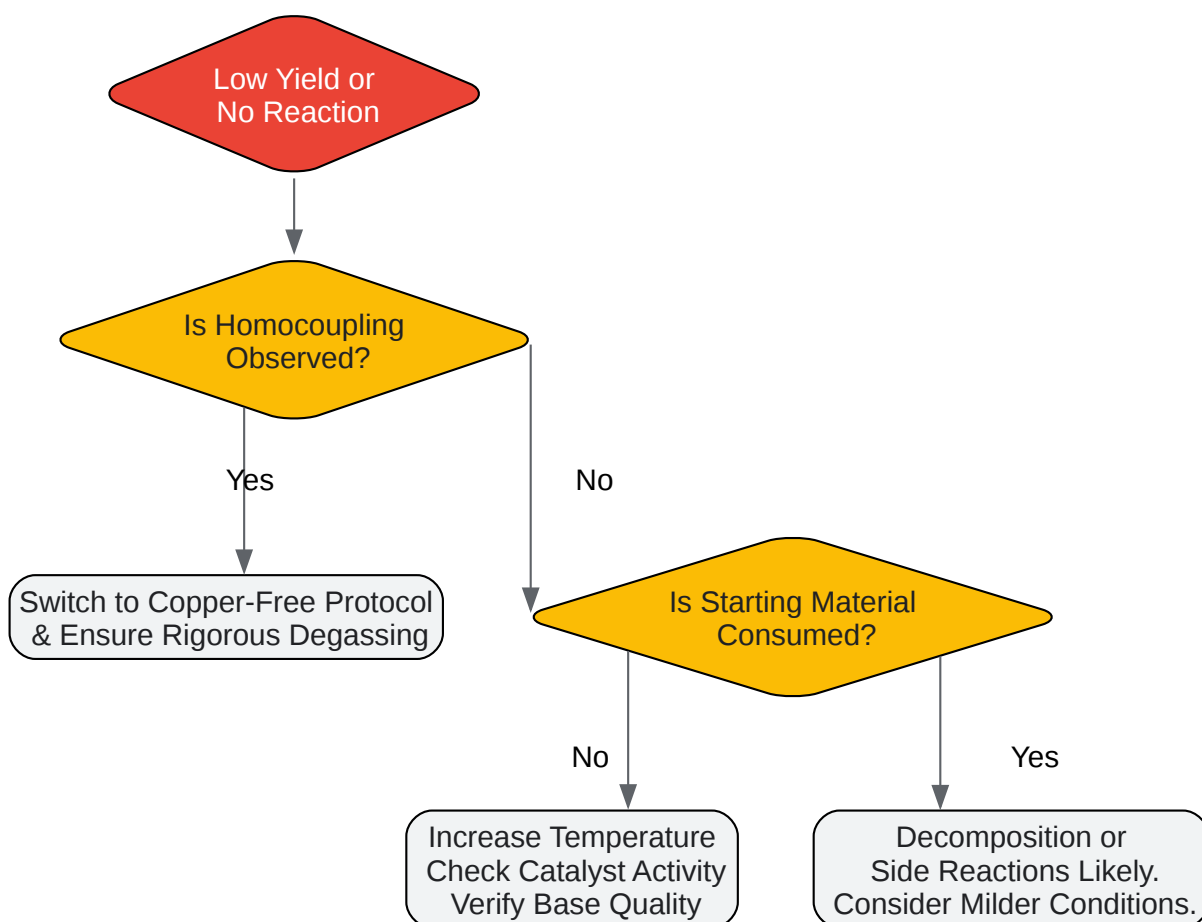 Low Yield or
No Reaction
Is Homocoupling
Observed?
Yes
No
Switch to Copper-Free Protocol
& Ensure Rigorous Degassing
Is Starting Material
Consumed?
No
Yes
Increase Temperature
Check Catalyst Activity
Verify Base Quality
Decomposition or
Side Reactions Likely.
Consider Milder Conditions.